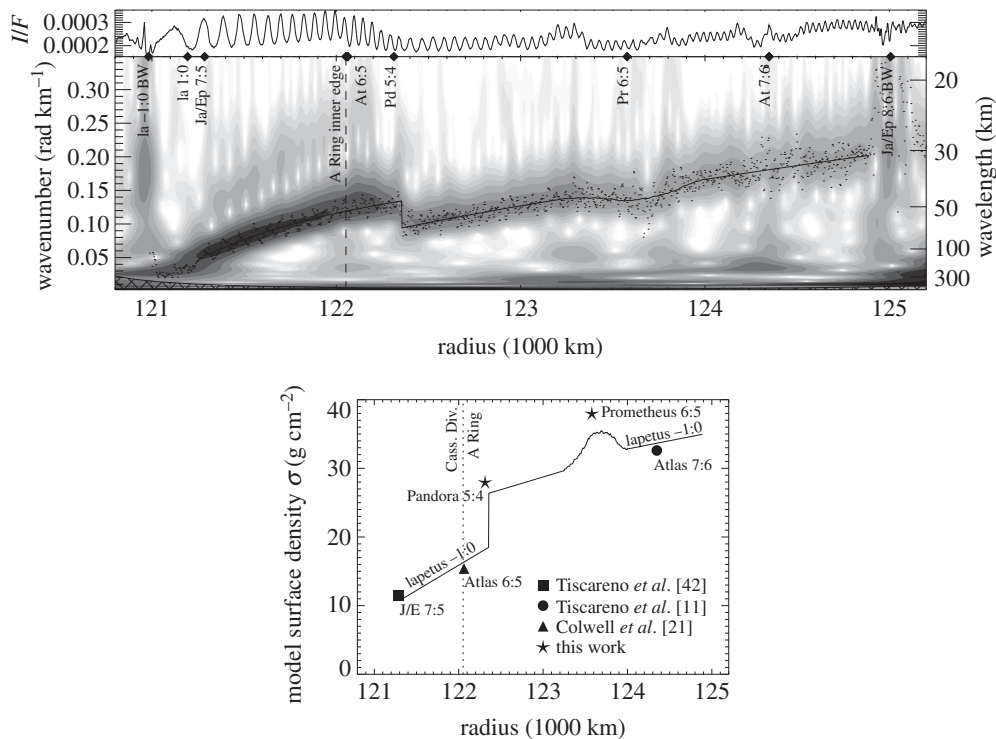 I/F
0.0003
0.0002
Ia −1:0 BW
Ia 1:0
Ja/Ep 7:5
A Ring inner edge
At 6:5
Pd 5:4
Pr 6:5
At 7:6
Ja/Ep 8:6 BW
wavenumber (rad km−1)
0.30
0.25
0.20
0.15
0.10
0.05
20
30
50
100
300
wavelength (km)
121 122 123 124 125
radius (1000 km)
model surface density σ (g cm−2)
40
30
20
10
0
Cass. Div.
A Ring
Prometheus 6:5
Iapetus −1:0
Atlas 7:6
Pandora 5:4
Iapetus −1:0
Atlas 6:5
J/E 7:5
Tiscareno et al. [42]
Tiscareno et al. [11]
Colwell et al. [21]
this work
121 122 123 124 125
radius (1000 km)